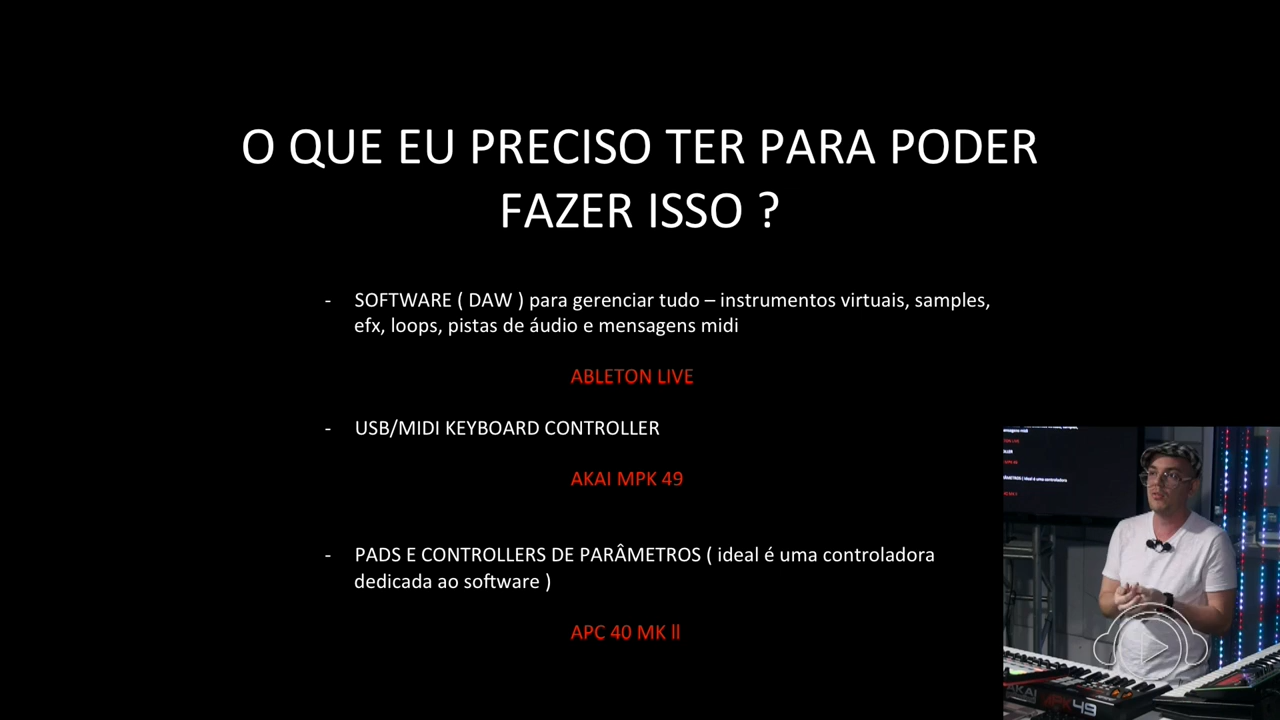 O QUE EU PRECISO TER PARA PODER
FAZER ISSO ?
- SOFTWARE ( DAW ) para gerenciar tudo – instrumentos virtuais, samples,
efx, loops, pistas de áudio e mensagens midi
ABLETON LIVE
- USB/MIDI KEYBOARD CONTROLLER
AKAI MPK 49
- PADS E CONTROLLERS DE PARÂMETROS ( ideal é uma controladora
dedicada ao software )
APC 40 MK ll
AKAI
MPK49